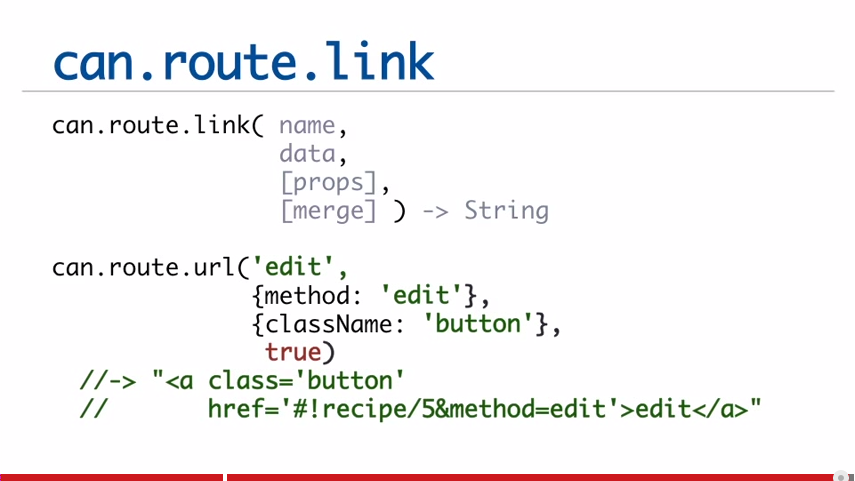 can.route.link
can.route.link( name,
data,
[props],
[merge] ) -> String
can.route.url('edit',
{method: 'edit'},
{className: 'button'},
true)
//-> "<a class='button'
// href='#!recipe/5&method=edit'>edit</a>"